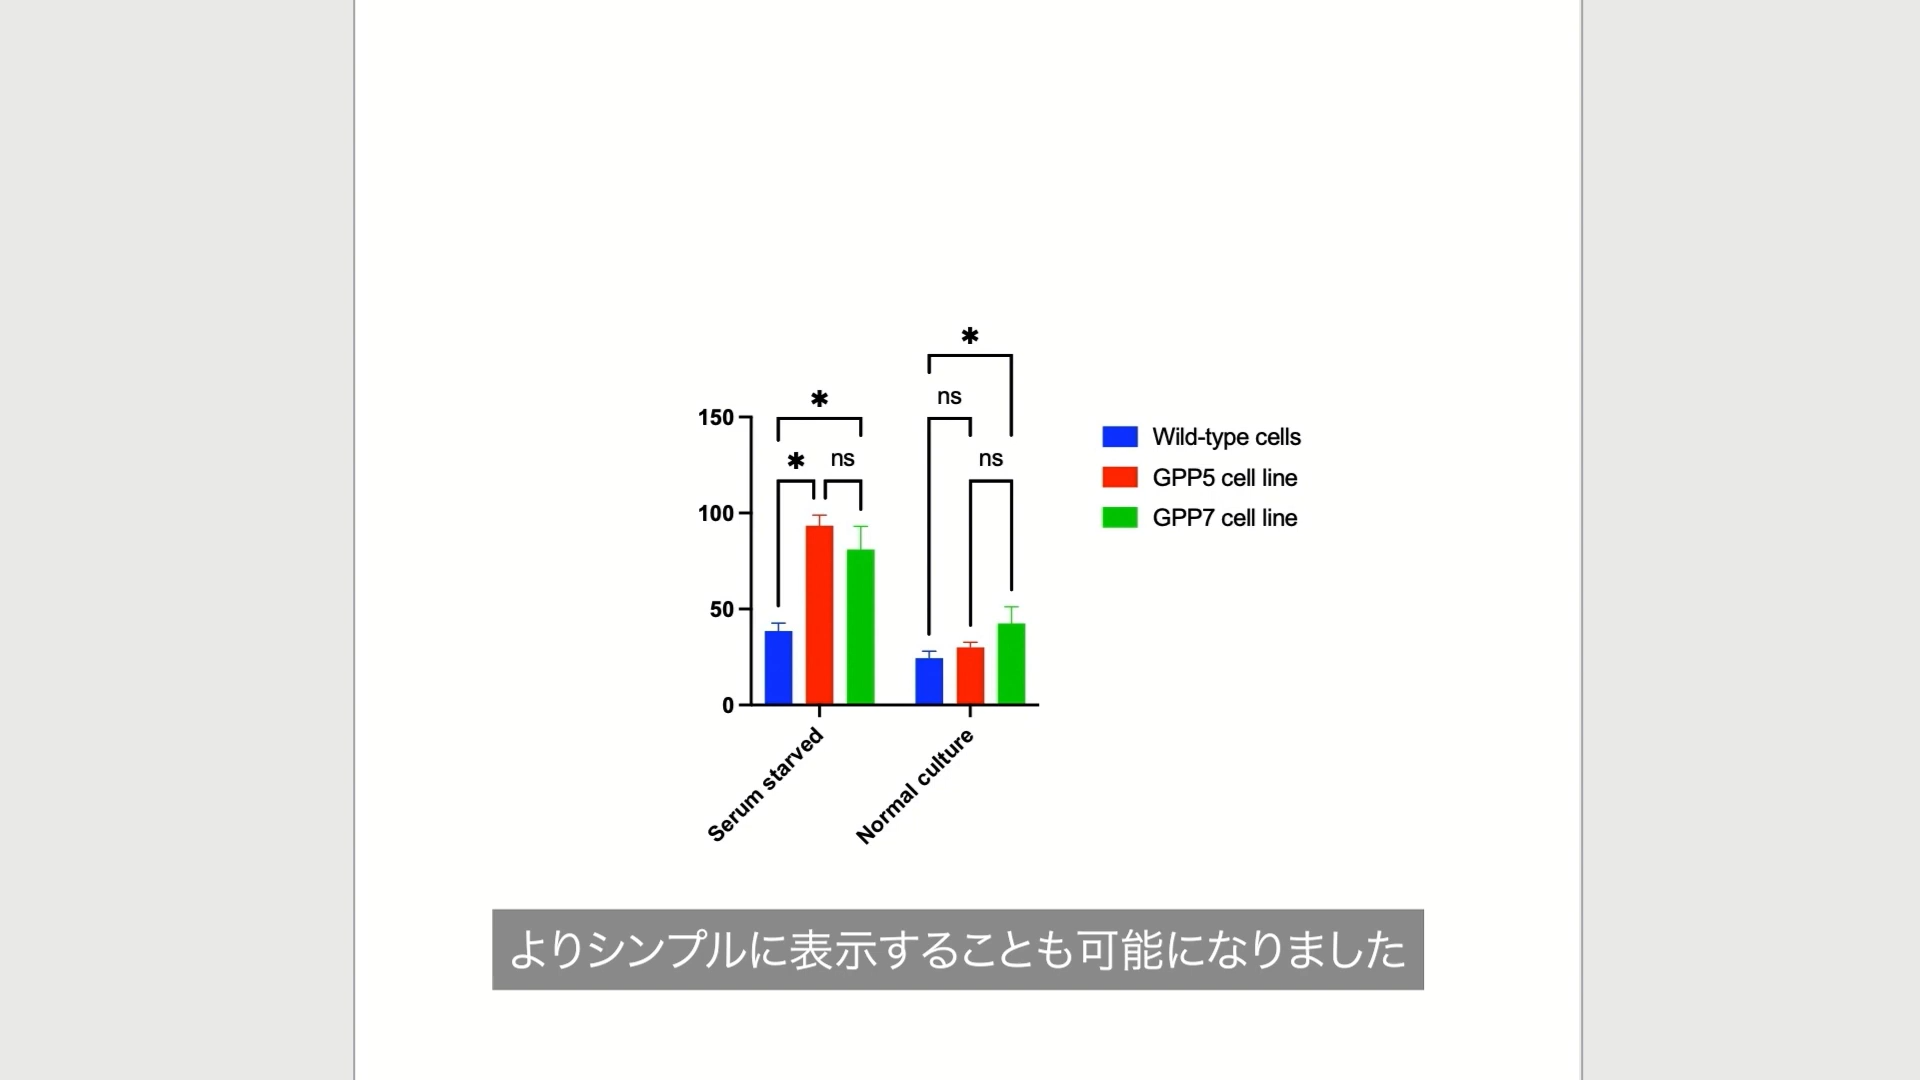 *
ns
*
150
Wild-type cells
* ns
ns
GPP5 cell line
100
GPP7 cell line
50
0
Serum starved
Normal culture
よりシンプルに表示することも可能になりました